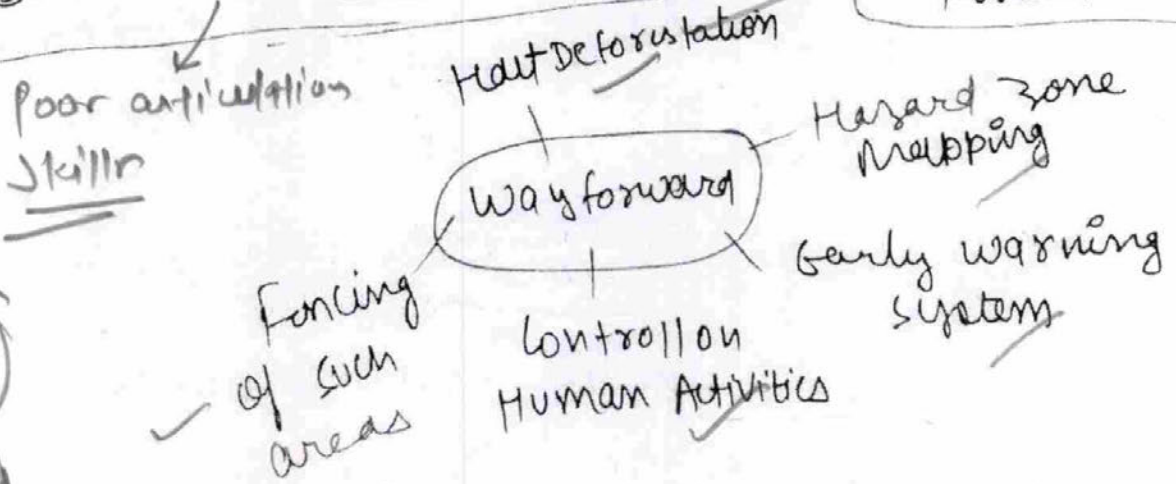 Poor articulation
skills
Halt Deforestation
Hazard zone
Mapping
Way forward
Early warning
system
Control on
Human Activities
Fencing
of such
areas